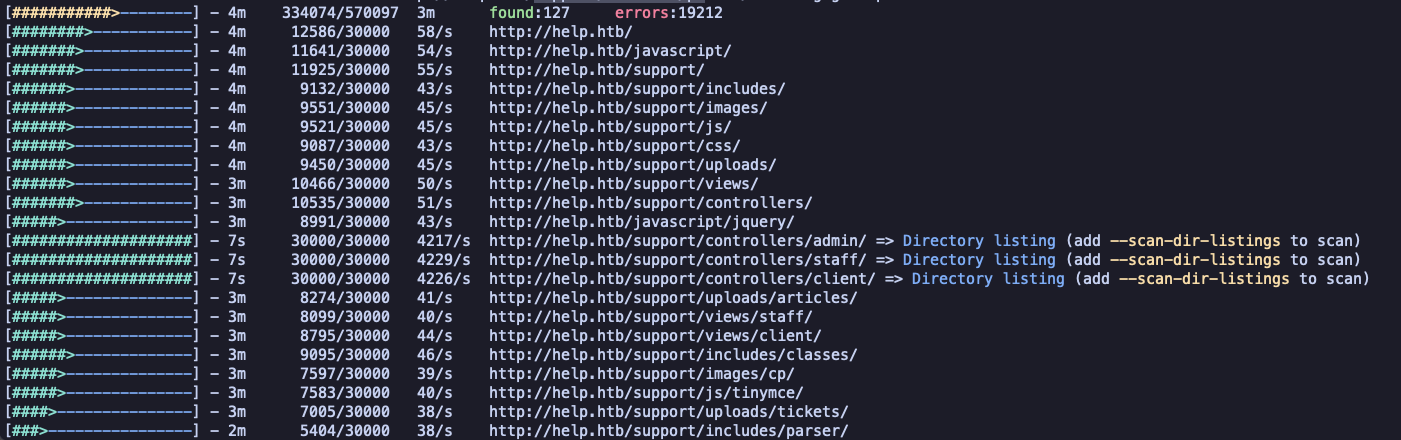 [###########>--------] - 4m    334074/570097  3m      found:127     errors:19212
[########>-----------] - 4m     12586/30000   58/s    http://help.htb/
[#######>------------] - 4m     11641/30000   54/s    http://help.htb/javascript/
[#######>------------] - 4m     11925/30000   55/s    http://help.htb/support/
[######>-------------] - 4m      9132/30000   43/s    http://help.htb/support/includes/
[######>-------------] - 4m      9551/30000   45/s    http://help.htb/support/images/
[######>-------------] - 4m      9521/30000   45/s    http://help.htb/support/js/
[######>-------------] - 4m      9087/30000   43/s    http://help.htb/support/css/
[######>-------------] - 4m      9450/30000   45/s    http://help.htb/support/uploads/
[######>-------------] - 3m     10466/30000   50/s    http://help.htb/support/views/
[#######>------------] - 3m     10535/30000   51/s    http://help.htb/support/controllers/
[#####>--------------] - 3m      8991/30000   43/s    http://help.htb/javascript/jquery/
[####################] - 7s     30000/30000   4217/s  http://help.htb/support/controllers/admin/ => Directory listing (add --scan-dir-listings to scan)
[####################] - 7s     30000/30000   4229/s  http://help.htb/support/controllers/staff/ => Directory listing (add --scan-dir-listings to scan)
[####################] - 7s     30000/30000   4226/s  http://help.htb/support/controllers/client/ => Directory listing (add --scan-dir-listings to scan)
[#####>--------------] - 3m      8274/30000   41/s    http://help.htb/support/uploads/articles/
[#####>--------------] - 3m      8099/30000   40/s    http://help.htb/support/views/staff/
[#####>--------------] - 3m      8795/30000   44/s    http://help.htb/support/views/client/
[######>-------------] - 3m      9095/30000   46/s    http://help.htb/support/includes/classes/
[#####>--------------] - 3m      7597/30000   39/s    http://help.htb/support/images/cp/
[#####>--------------] - 3m      7583/30000   40/s    http://help.htb/support/js/tinymce/
[####>---------------] - 3m      7005/30000   38/s    http://help.htb/support/uploads/tickets/
[###>----------------] - 2m      5404/30000   38/s    http://help.htb/support/includes/parser/